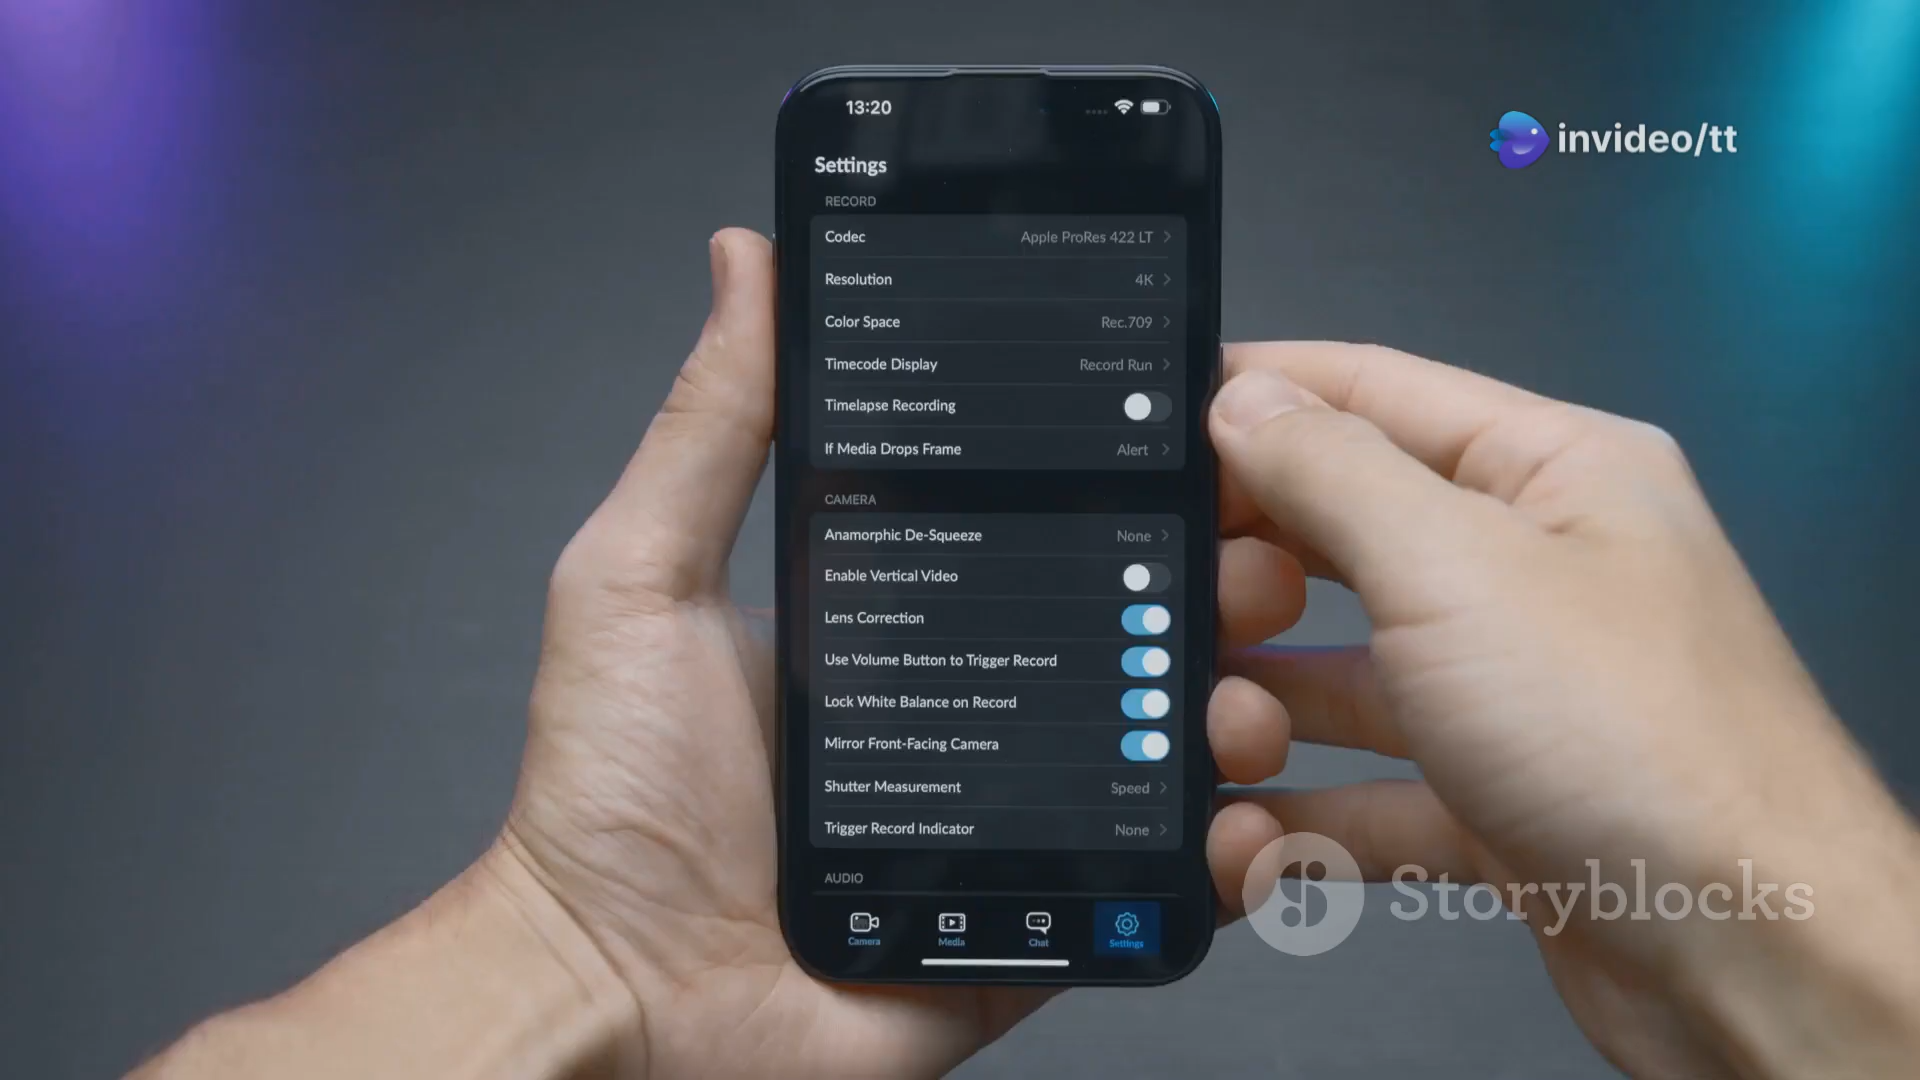 13:20
invideo/tt
Settings
RECORD
Codec Apple ProRes 422 LT
Resolution 4K
Color Space Rec.709
Timecode Display Record Run
Timelapse Recording
If Media Drops Frame Alert
CAMERA
Anamorphic De-Squeeze None
Enable Vertical Video
Lens Correction
Use Volume Button to Trigger Record
Lock White Balance on Record
Mirror Front-Facing Camera
Shutter Measurement Speed
Trigger Record Indicator None
AUDIO
Storyblocks
Camera Media Chat Settings